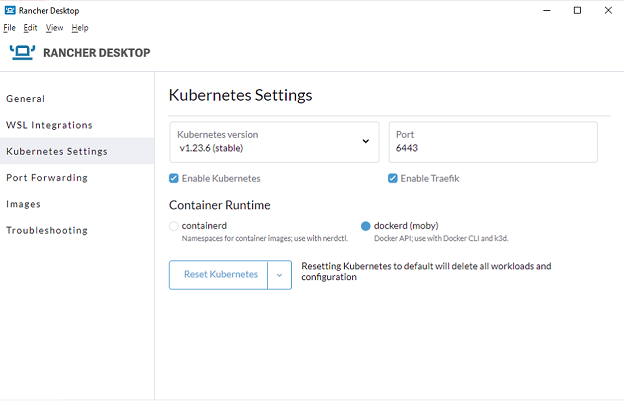 Rancher Desktop
File Edit View Help
RANCHER DESKTOP
General
WSL Integrations
Kubernetes Settings
Port Forwarding
Images
Troubleshooting
Kubernetes Settings
Kubernetes version
v1.23.6 (stable)
Port
6443
Enable Kubernetes
Enable Traefik
Container Runtime
containerd
Namespaces for container images; use with nerdctl.
dockerd (moby)
Docker API; use with Docker CLI and k3d.
Reset Kubernetes
Resetting Kubernetes to default will delete all workloads and
configuration